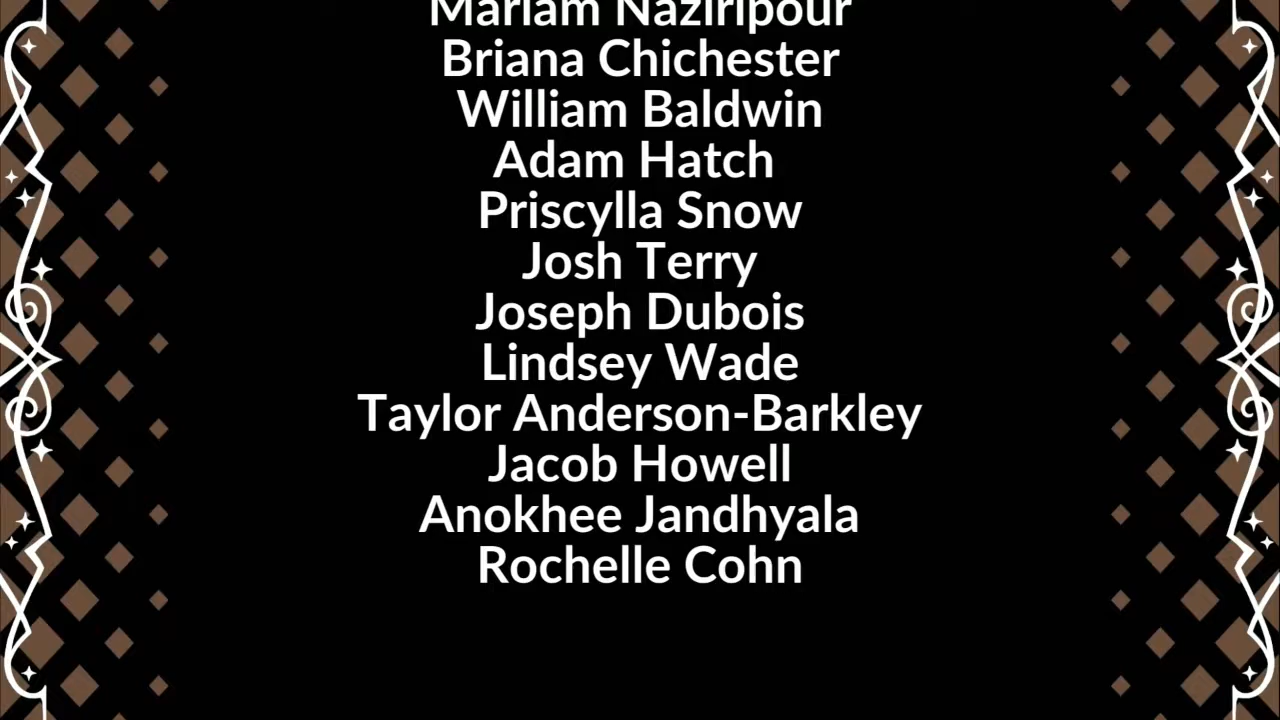 Mariam Naziripour
Briana Chichester
William Baldwin
Adam Hatch
Priscylla Snow
Josh Terry
Joseph Dubois
Lindsey Wade
Taylor Anderson-Barkley
Jacob Howell
Anokhee Jandhyala
Rochelle Cohn